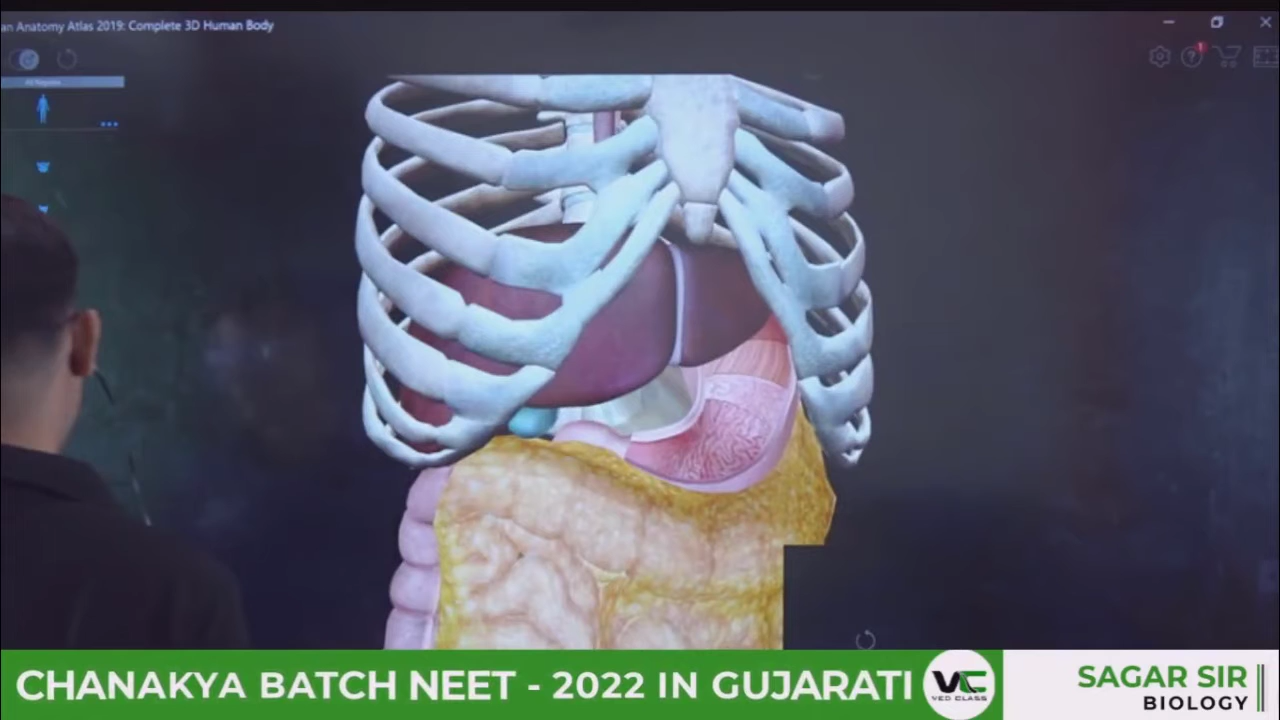 an Anatomy Atlas 2019: Complete 3D Human Body
CHANAKYA BATCH NEET - 2022 IN GUJARATI
VC
VED CLASS
SAGAR SIR
BIOLOGY